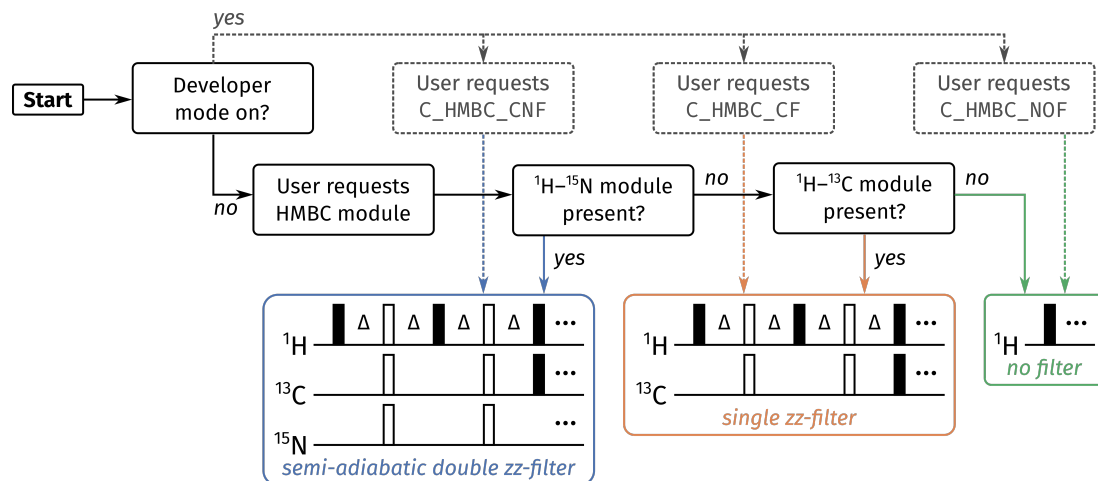 yes
Start
Developer
mode on?
User requests
C_HMBC_CNF
User requests
C_HMBC_CF
User requests
C_HMBC_NOF
no
User requests
HMBC module
¹H–¹⁵N module
present?
no
¹H–¹³C module
present?
no
yes
yes
Δ Δ Δ Δ ...
¹H
¹³C ...
¹⁵N ...
semi-adiabatic double zz-filter
Δ Δ Δ Δ ...
¹H
¹³C ...
single zz-filter
...
¹H
no filter